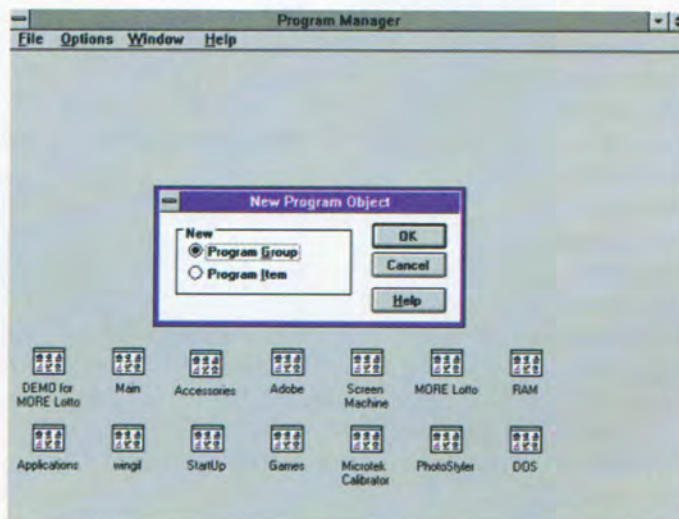 Program Manager
File Options Window Help
New Program Object
New
Program Group
Program Item
OK
Cancel
Help
DEMO for
MORE Lotto
Main
Accessories
Adobe
Screen
Machine
MORE Lotto
RAM
Applications
wingif
StartUp
Games
Microtek
Calibrator
PhotoStyler
DOS